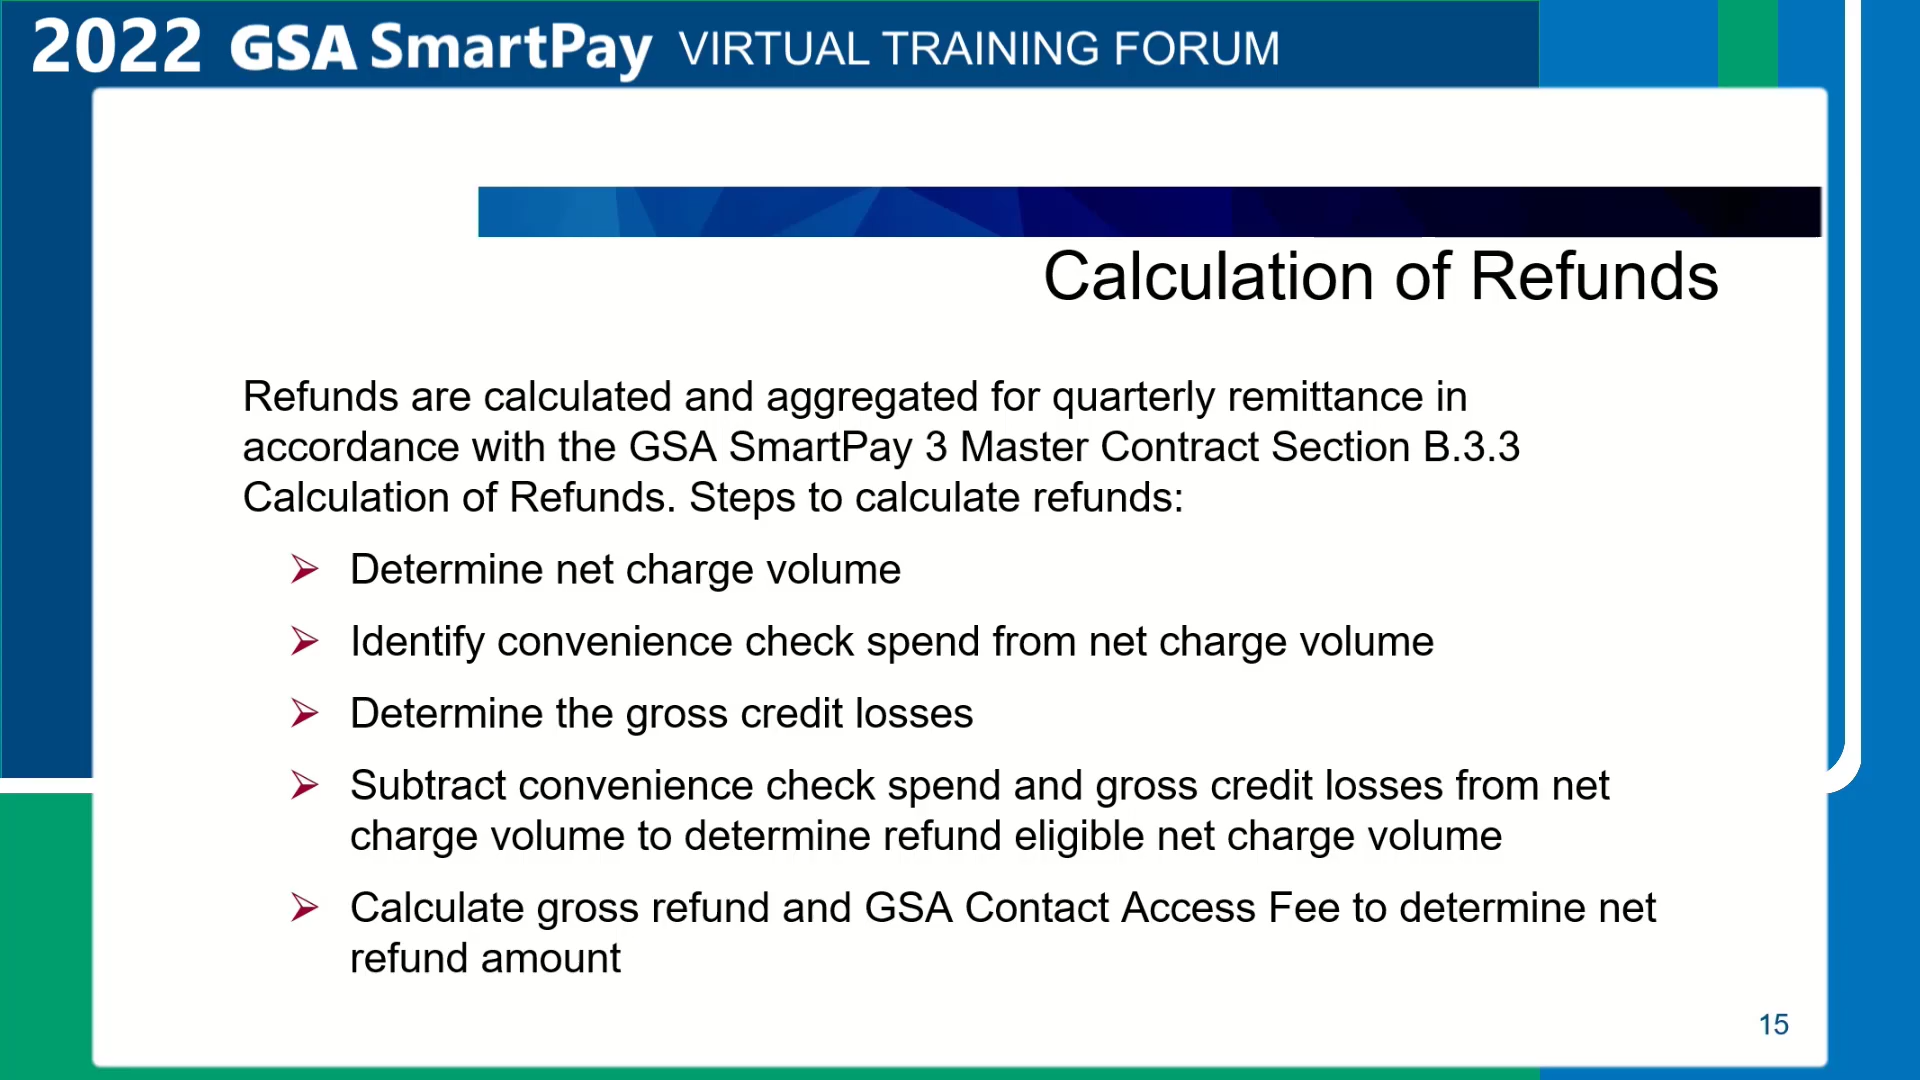 2022 GSA SmartPay VIRTUAL TRAINING FORUM
Calculation of Refunds
Refunds are calculated and aggregated for quarterly remittance in
accordance with the GSA SmartPay 3 Master Contract Section B.3.3
Calculation of Refunds. Steps to calculate refunds:
➢ Determine net charge volume
➢ Identify convenience check spend from net charge volume
➢ Determine the gross credit losses
➢ Subtract convenience check spend and gross credit losses from net
charge volume to determine refund eligible net charge volume
➢ Calculate gross refund and GSA Contact Access Fee to determine net
refund amount
15